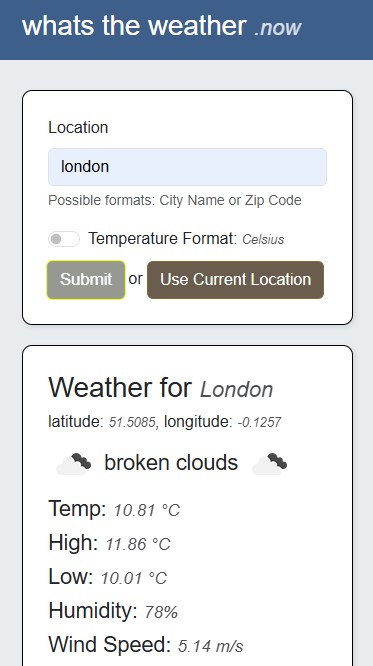 whats the weather .now
Location
london
Possible formats: City Name or Zip Code
Temperature Format: Celsius
Submit or Use Current Location
Weather for London
latitude: 51.5085, longitude: -0.1257
broken clouds
Temp: 10.81 °C
High: 11.86 °C
Low: 10.01 °C
Humidity: 78%
Wind Speed: 5.14 m/s